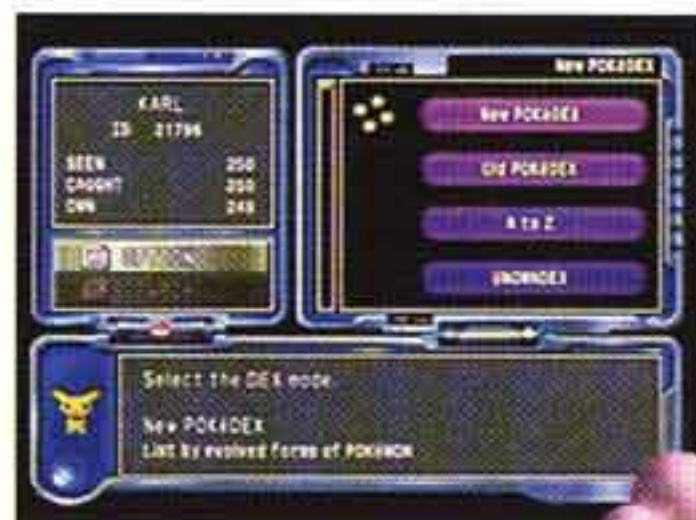 KARL
ID 21796
SEEN 250
CAUGHT 250
OWN 249
New POKéDEX
New POKéDEX
Old POKéDEX
A to Z
UNOWNDEX
Select the DEX mode.
New POKéDEX
List by evolved forms of POKéMON